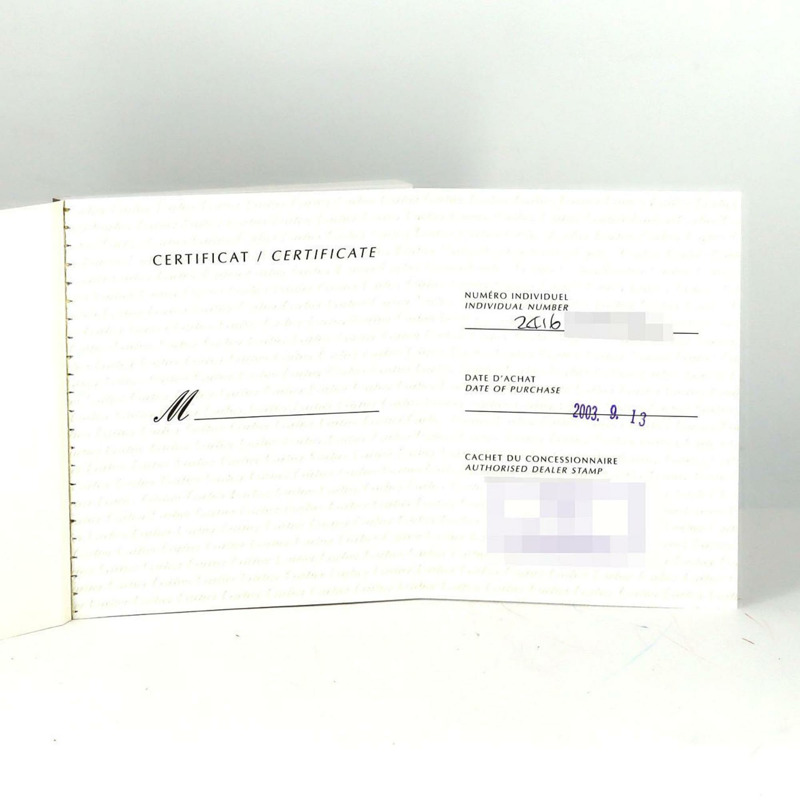 CERTIFICAT / CERTIFICATE
M
NUMÉRO INDIVIDUEL
INDIVIDUAL NUMBER
2416
DATE D'ACHAT
DATE OF PURCHASE
2003. 9. 13
CACHET DU CONCESSIONNAIRE
AUTHORISED DEALER STAMP